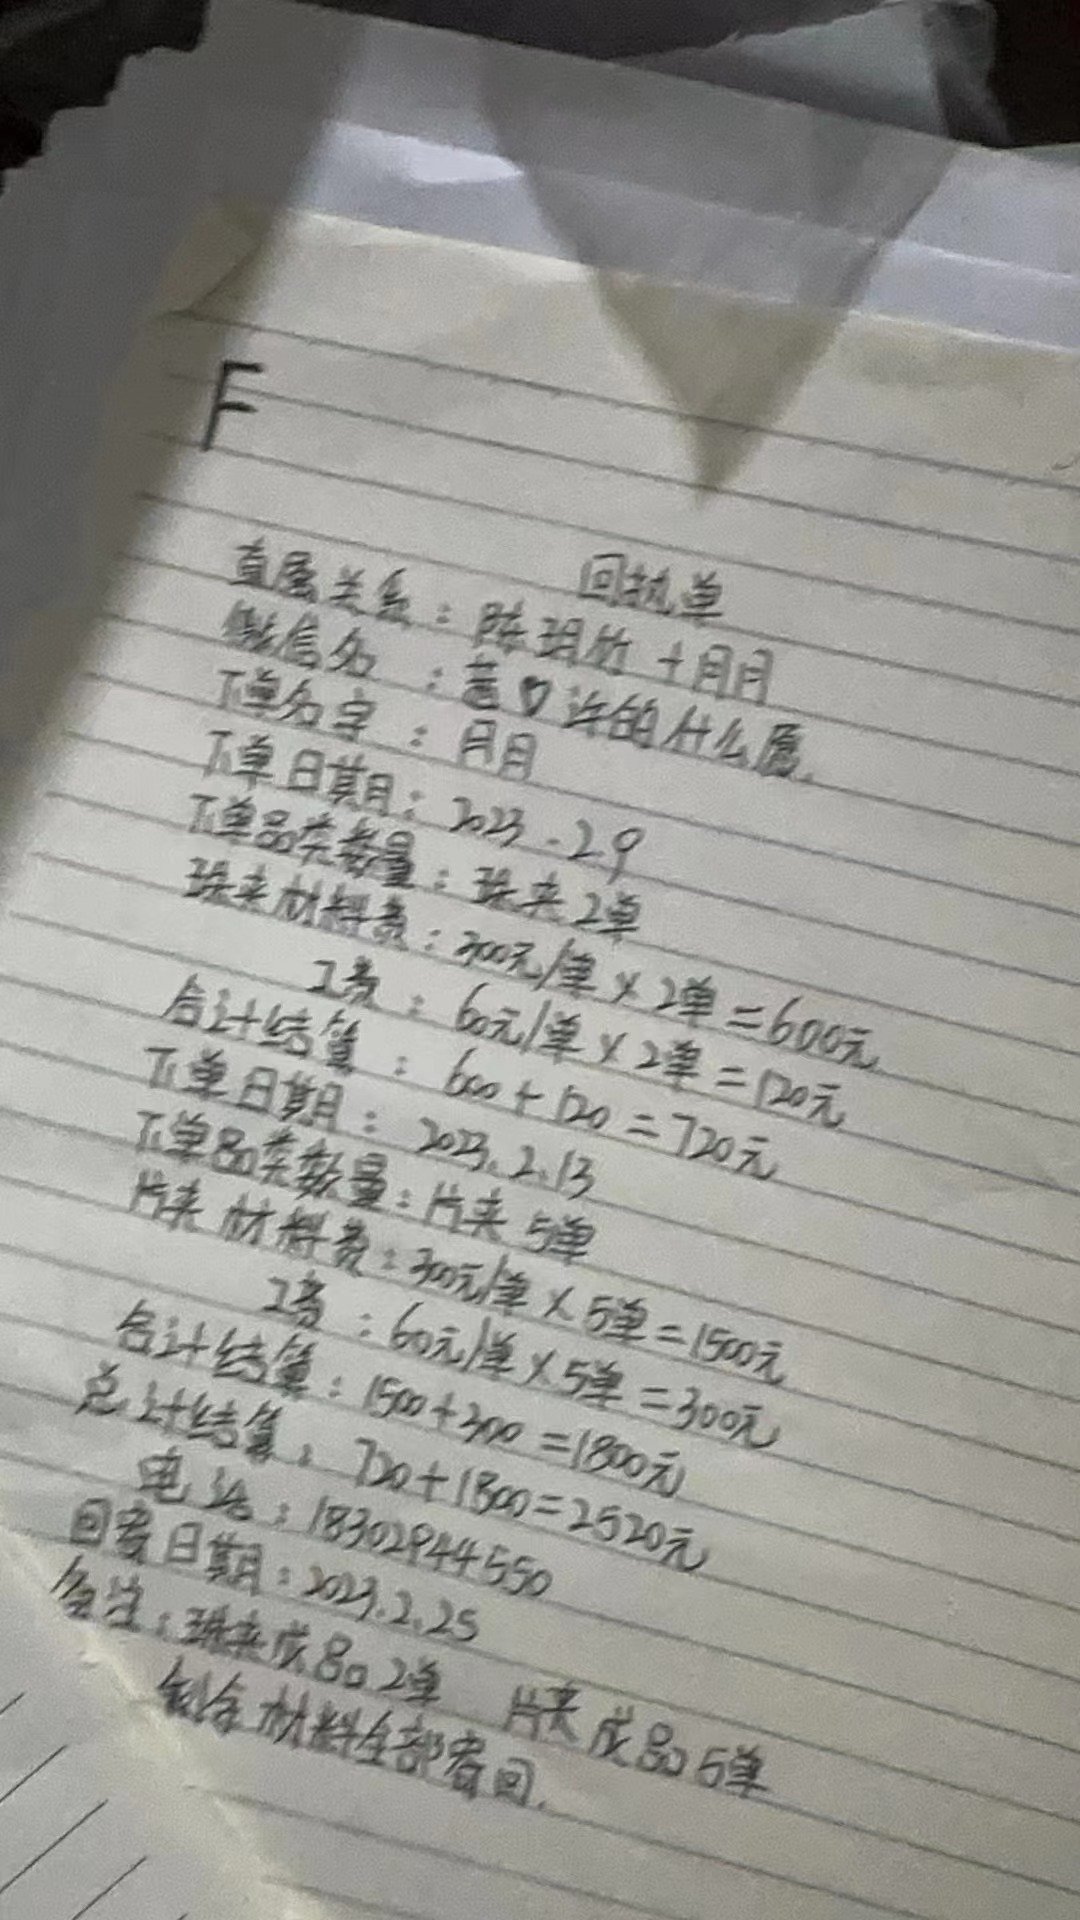 F
回执单
直属关系：陈玥竹+月月
微信名：许的什么愿.
下单名字：月月
下单日期：2023.2.9
下单品类数量：珠夹2单
珠夹材料费：300元/单×2单=600元
工费：60元/单×2单=120元
合计结算：600+120=720元
下单日期：2023.2.13
下单品类数量：片夹5单
片夹材料费：300元/单×5单=1500元
工费：60元/单×5单=300元
合计结算：1500+300=1800元
总计结算：720+1800=2520元
电话：18302944550
回寄日期：2023.2.25
备注：珠夹成品2单 片夹成品5单
剩余材料全部寄回.